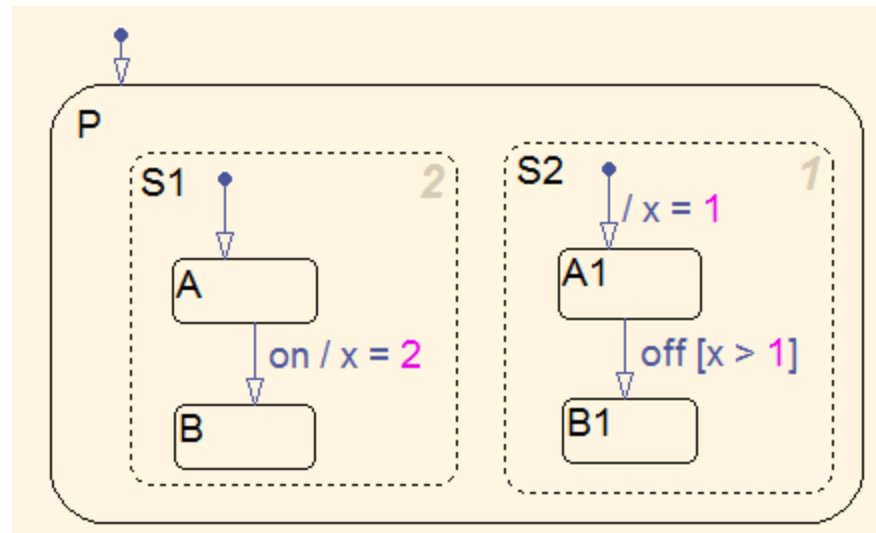 P
S1
2
S2
1
/ x = 1
A
A1
on / x = 2
off [x > 1]
B
B1